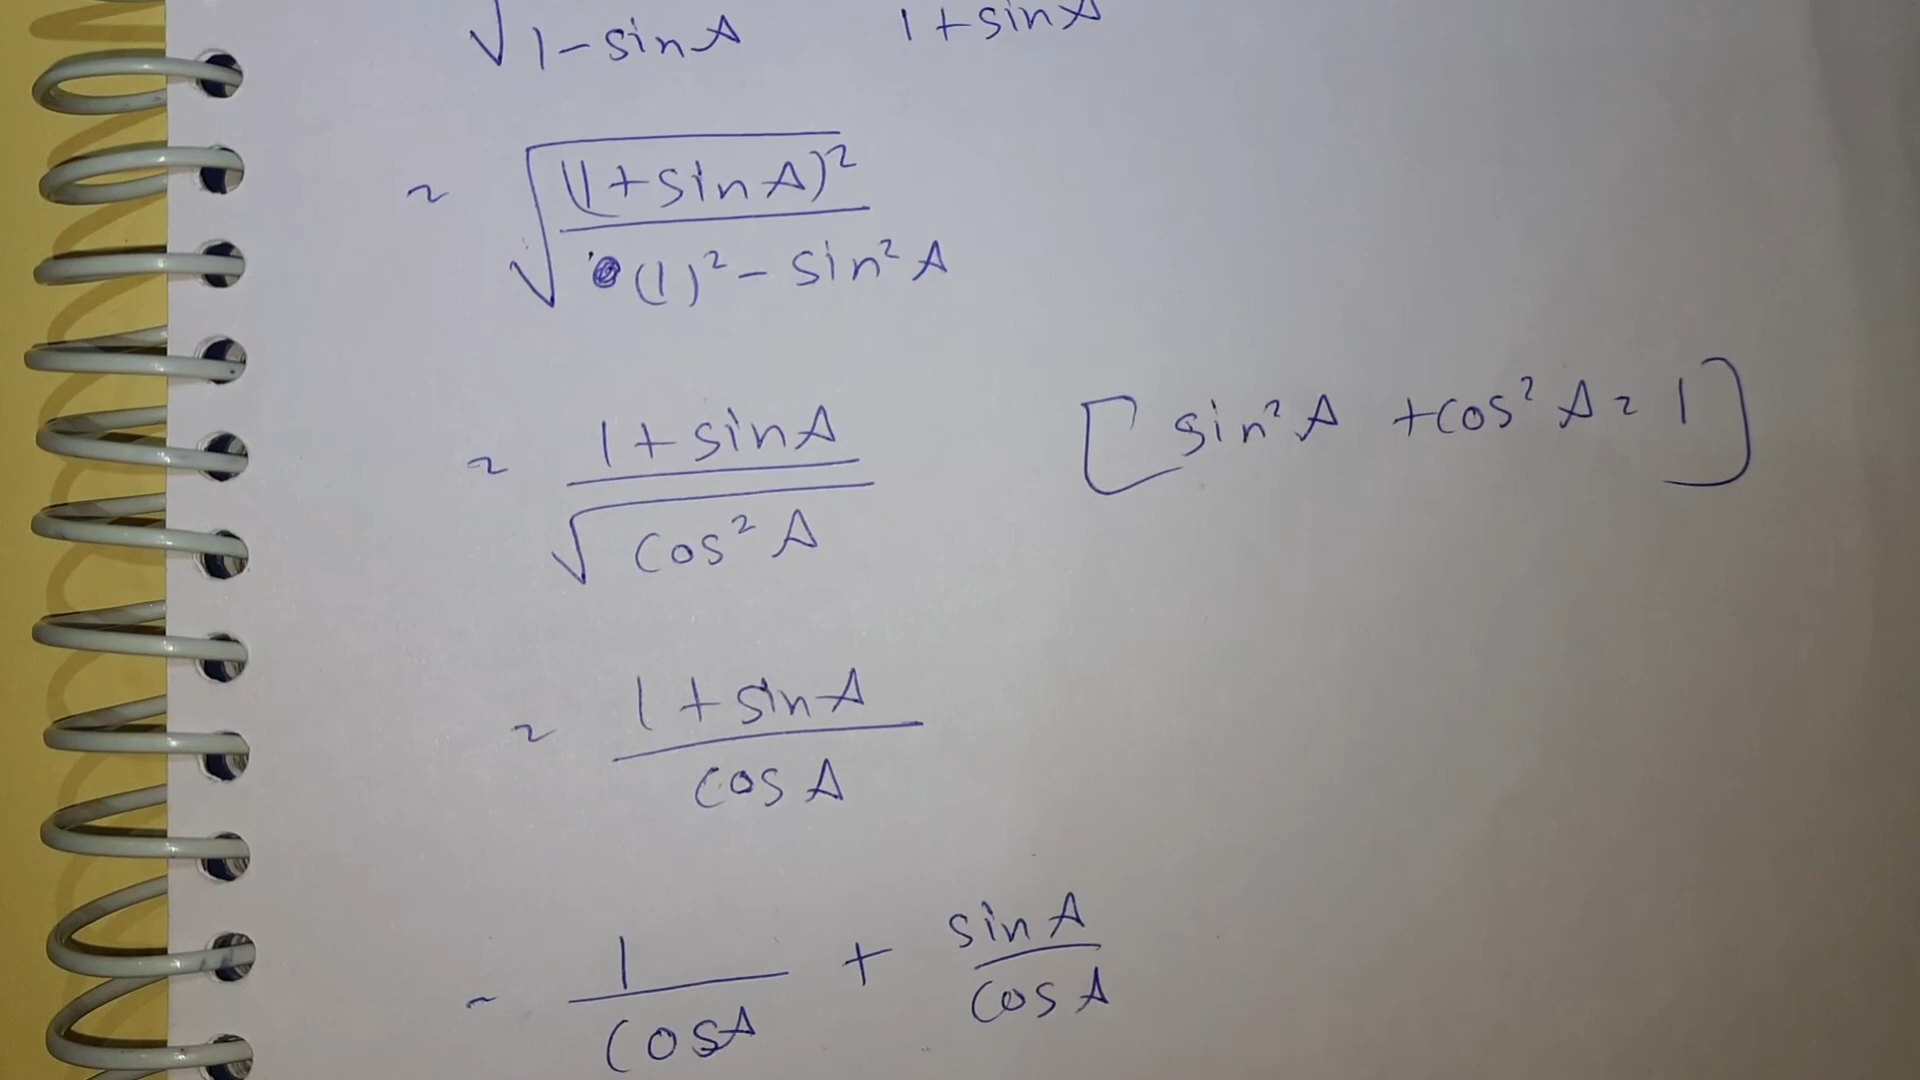 √1-sinA 1+sinA
= √(1+sinA)²
(1)² - sin²A
= 1+sinA [sin²A + cos²A = 1]
√cos²A
= 1+sinA
cosA
= 1 + sinA
cosA cosA